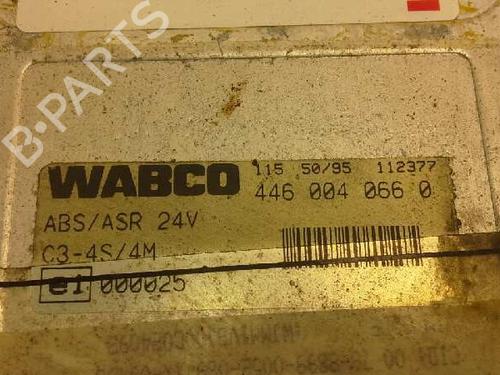 B-PARTS
WABCO
115 50/95 112377
446 004 066 0
ABS/ASR 24V
C3-4S/4M
e1 000025